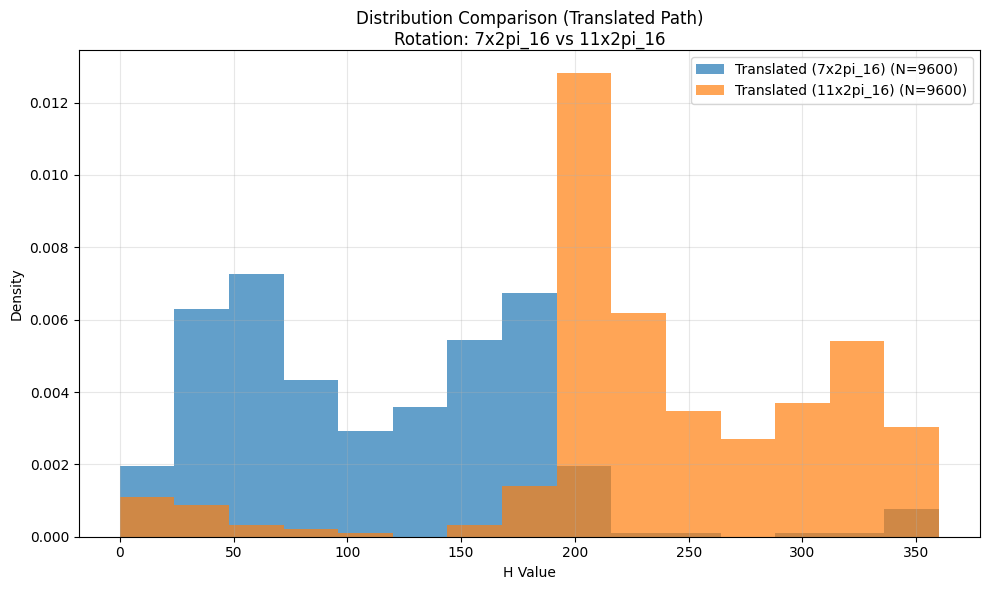 Distribution Comparison (Translated Path)
Rotation: 7x2pi_16 vs 11x2pi_16
Translated (7x2pi_16) (N=9600)
Translated (11x2pi_16) (N=9600)
Density
0.012
0.010
0.008
0.006
0.004
0.002
0.000
0 50 100 150 200 250 300 350
H Value